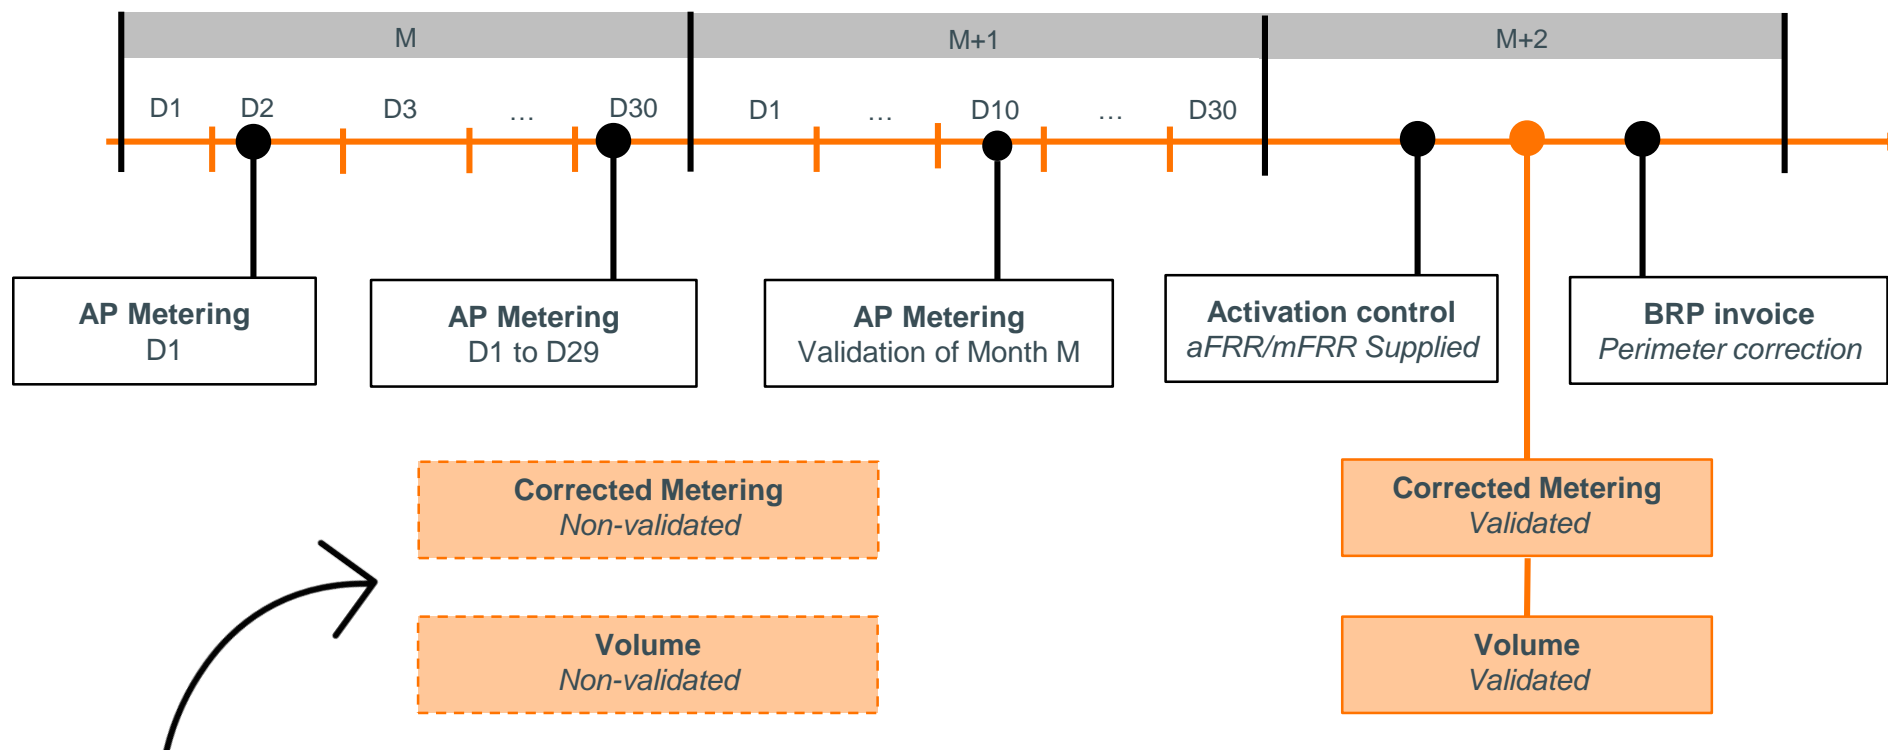 M
M+1
M+2
D1
D2
D3
…
D30
D1
…
D10
…
D30
AP Metering
D1
AP Metering
D1 to D29
AP Metering
Validation of Month M
Activation control
aFRR/mFRR Supplied
BRP invoice
Perimeter correction
Corrected Metering
Non-validated
Corrected Metering
Validated
Volume
Non-validated
Volume
Validated